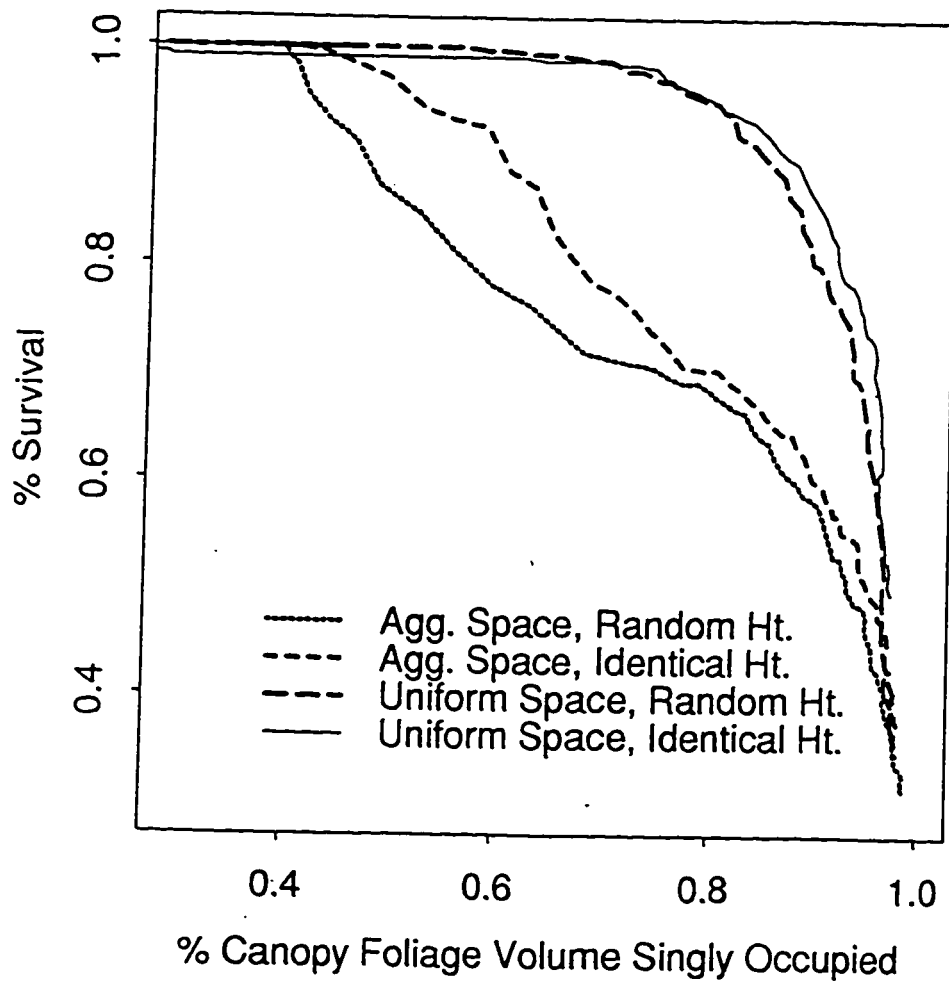 1.0
0.8
0.6
0.4
% Survival
Agg. Space, Random Ht.
Agg. Space, Identical Ht.
Uniform Space, Random Ht.
Uniform Space, Identical Ht.
0.4 0.6 0.8 1.0
% Canopy Foliage Volume Singly Occupied